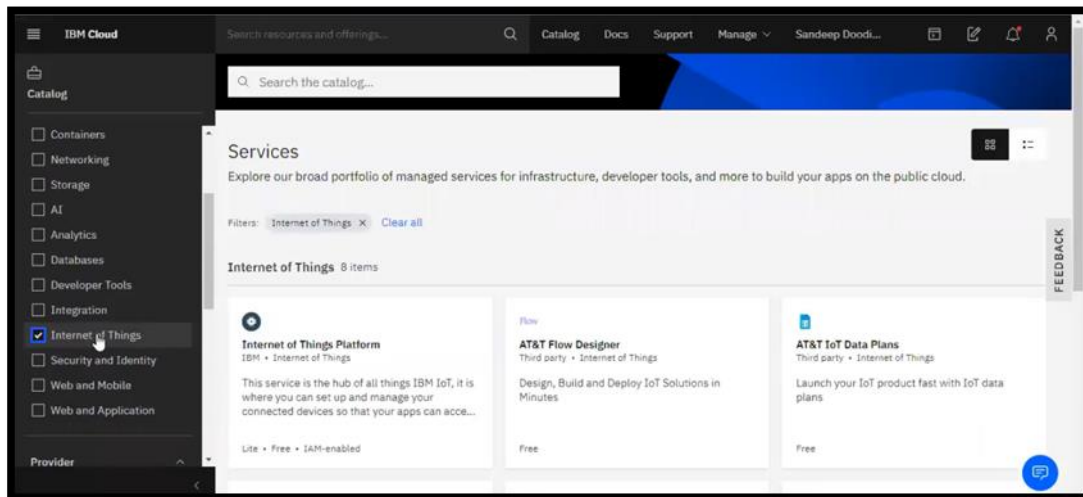 IBM Cloud
Search resources and offerings...
Catalog
Docs
Support
Manage
Sandeep Doodi...
Catalog
Containers
Networking
Storage
AI
Analytics
Databases
Developer Tools
Integration
Internet of Things
Security and Identity
Web and Mobile
Web and Application
Provider
Search the catalog...
Services
Explore our broad portfolio of managed services for infrastructure, developer tools, and more to build your apps on the public cloud.
Filters: Internet of Things × Clear all
Internet of Things 8 items
Internet of Things Platform
IBM • Internet of Things
This service is the hub of all things IBM IoT, it is
where you can set up and manage your
connected devices so that your apps can acce...
Lite • Free • IAM-enabled
Flow
AT&T Flow Designer
Third party • Internet of Things
Design, Build and Deploy IoT Solutions in
Minutes
Free
AT&T IoT Data Plans
Third party • Internet of Things
Launch your IoT product fast with IoT data
plans
Free
FEEDBACK